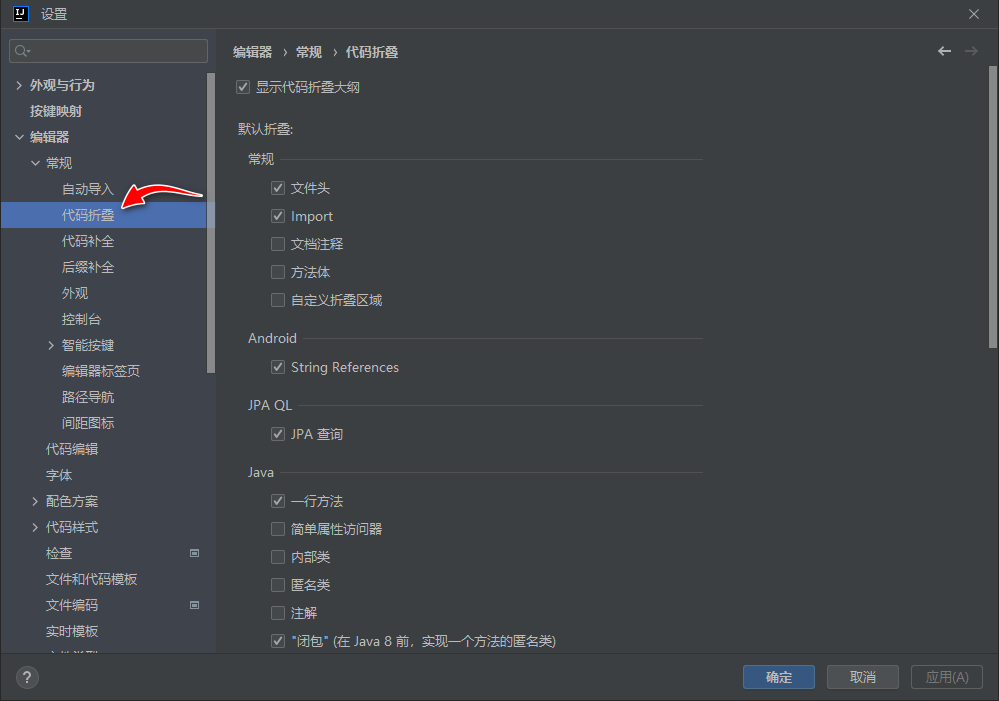 IJ
设置
外观与行为
按键映射
编辑器
常规
自动导入
代码折叠
代码补全
后缀补全
外观
控制台
智能按键
编辑器标签页
路径导航
间距图标
代码编辑
字体
配色方案
代码样式
检查
文件和代码模板
文件编码
实时模板
编辑器 › 常规 › 代码折叠
显示代码折叠大纲
默认折叠:
常规
文件头
Import
文档注释
方法体
自定义折叠区域
Android
String References
JPA QL
JPA 查询
Java
一行方法
简单属性访问器
内部类
匿名类
注解
"闭包" (在 Java 8 前，实现一个方法的匿名类)
?
确定
取消
应用(A)